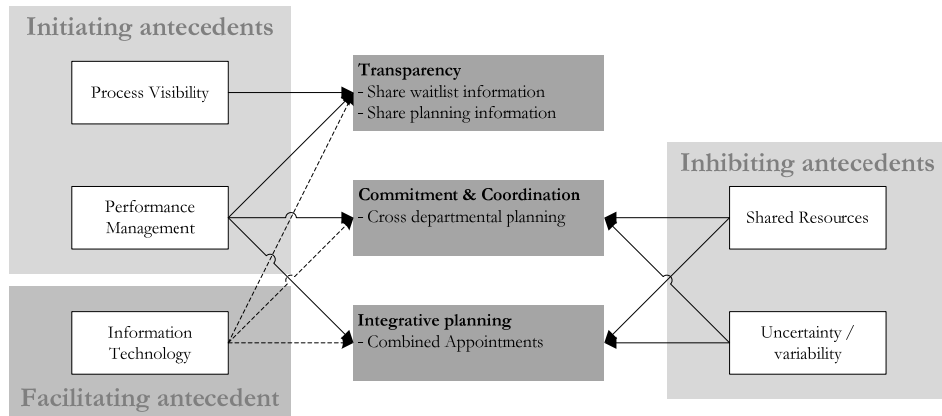 Initiating antecedents
Process Visibility
Performance
Management
Information
Technology
Facilitating antecedent
Transparency
- Share waitlist information
- Share planning information
Commitment & Coordination
- Cross departmental planning
Integrative planning
- Combined Appointments
Inhibiting antecedents
Shared Resources
Uncertainty /
variability